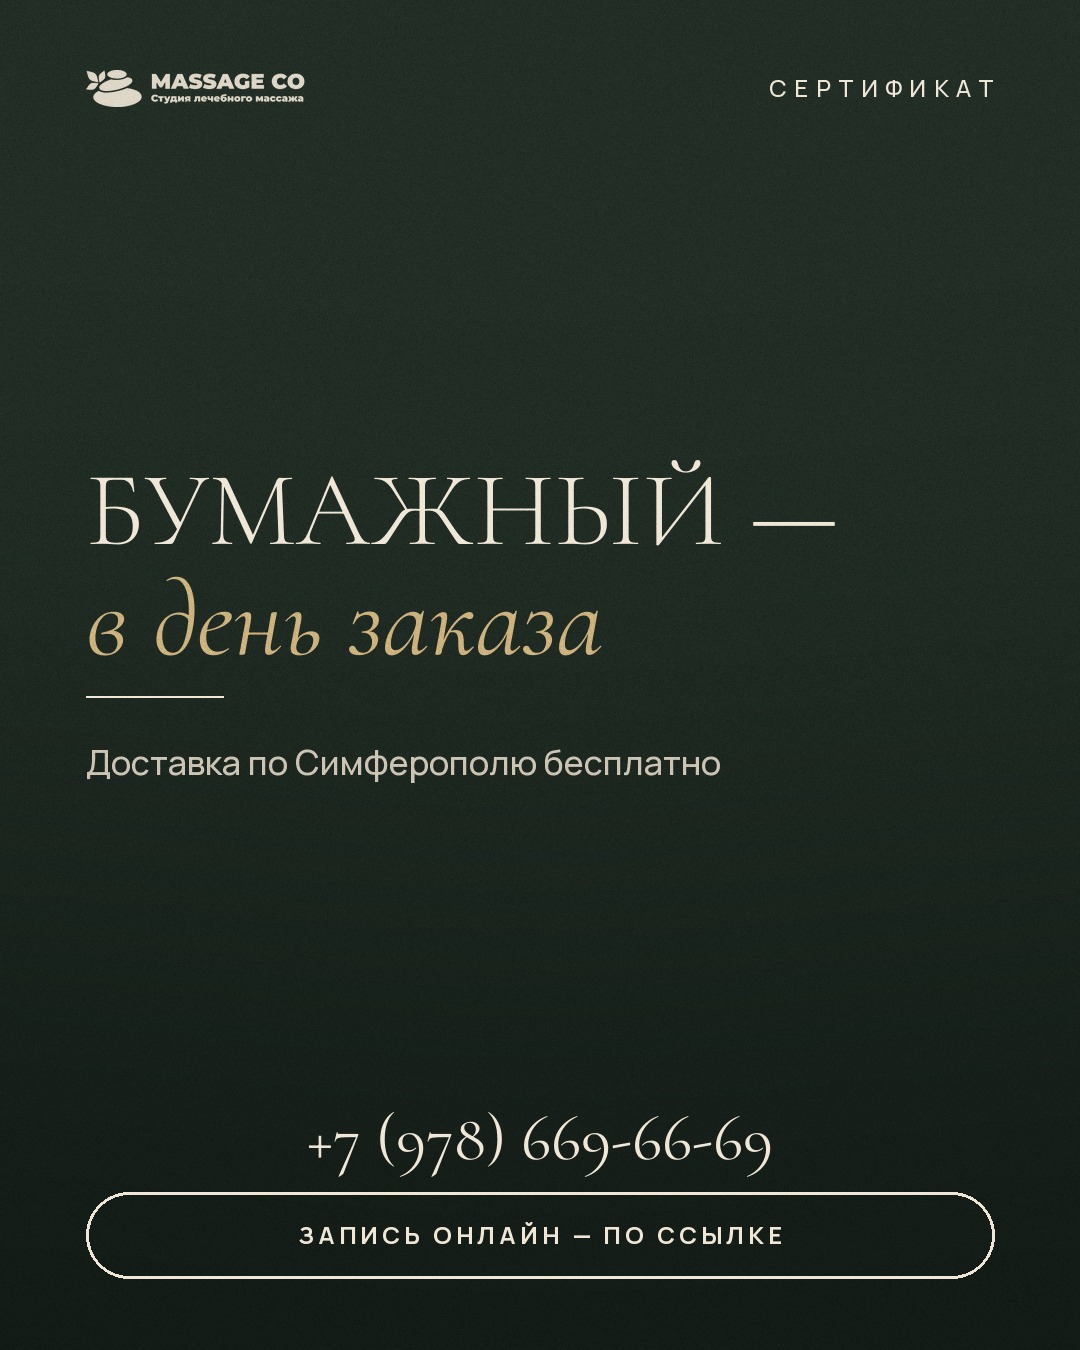 MASSAGE CO
Студия лечебного массажа
СЕРТИФИКАТ
БУМАЖНЫЙ —
в день заказа
Доставка по Симферополю бесплатно
+7 (978) 669-66-69
ЗАПИСЬ ОНЛАЙН — ПО ССЫЛКЕ